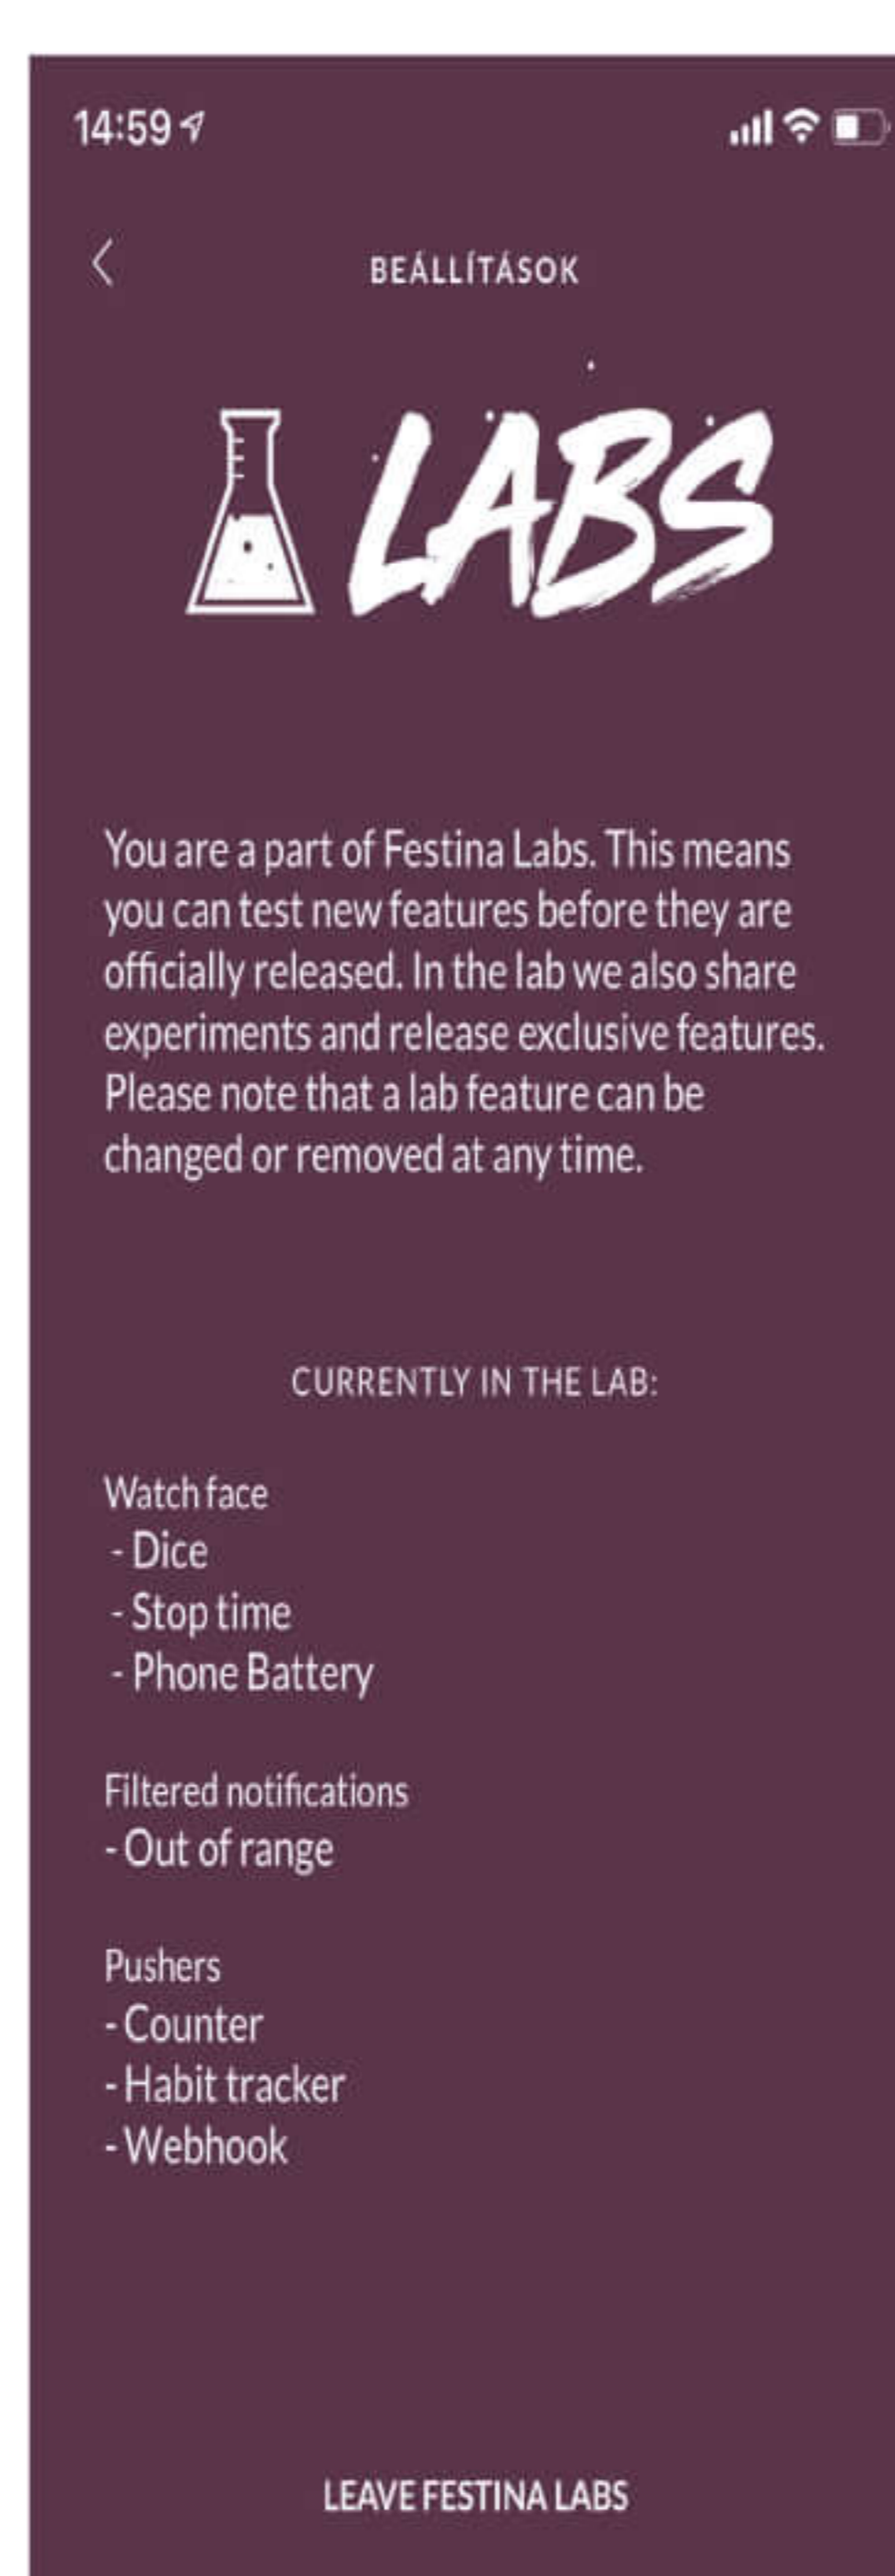 14:59
BEÁLLÍTÁSOK
LABS
You are a part of Festina Labs. This means
you can test new features before they are
officially released. In the lab we also share
experiments and release exclusive features.
Please note that a lab feature can be
changed or removed at any time.
CURRENTLY IN THE LAB:
Watch face
- Dice
- Stop time
- Phone Battery
Filtered notifications
- Out of range
Pushers
- Counter
- Habit tracker
- Webhook
LEAVE FESTINA LABS